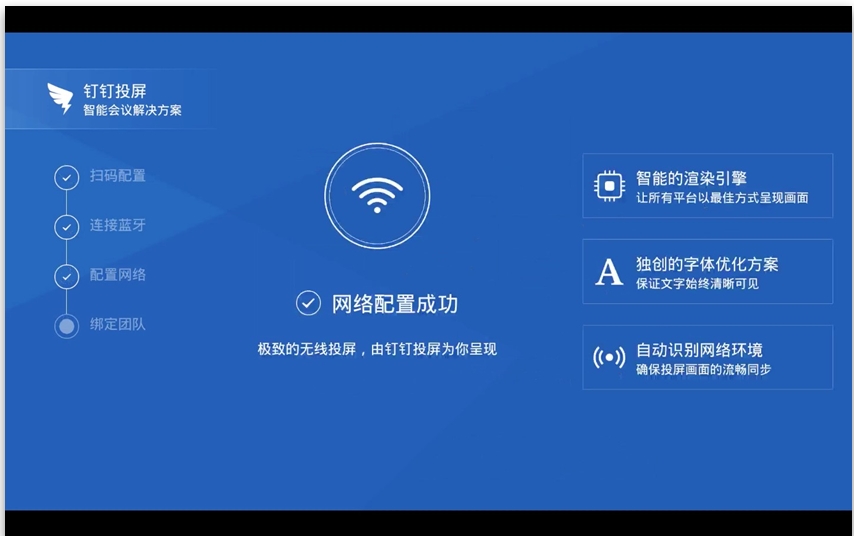 钉钉投屏
智能会议解决方案
扫码配置
连接蓝牙
配置网络
绑定团队
网络配置成功
极致的无线投屏，由钉钉投屏为你呈现
智能的渲染引擎
让所有平台以最佳方式呈现画面
A
独创的字体优化方案
保证文字始终清晰可见
自动识别网络环境
确保投屏画面的流畅同步